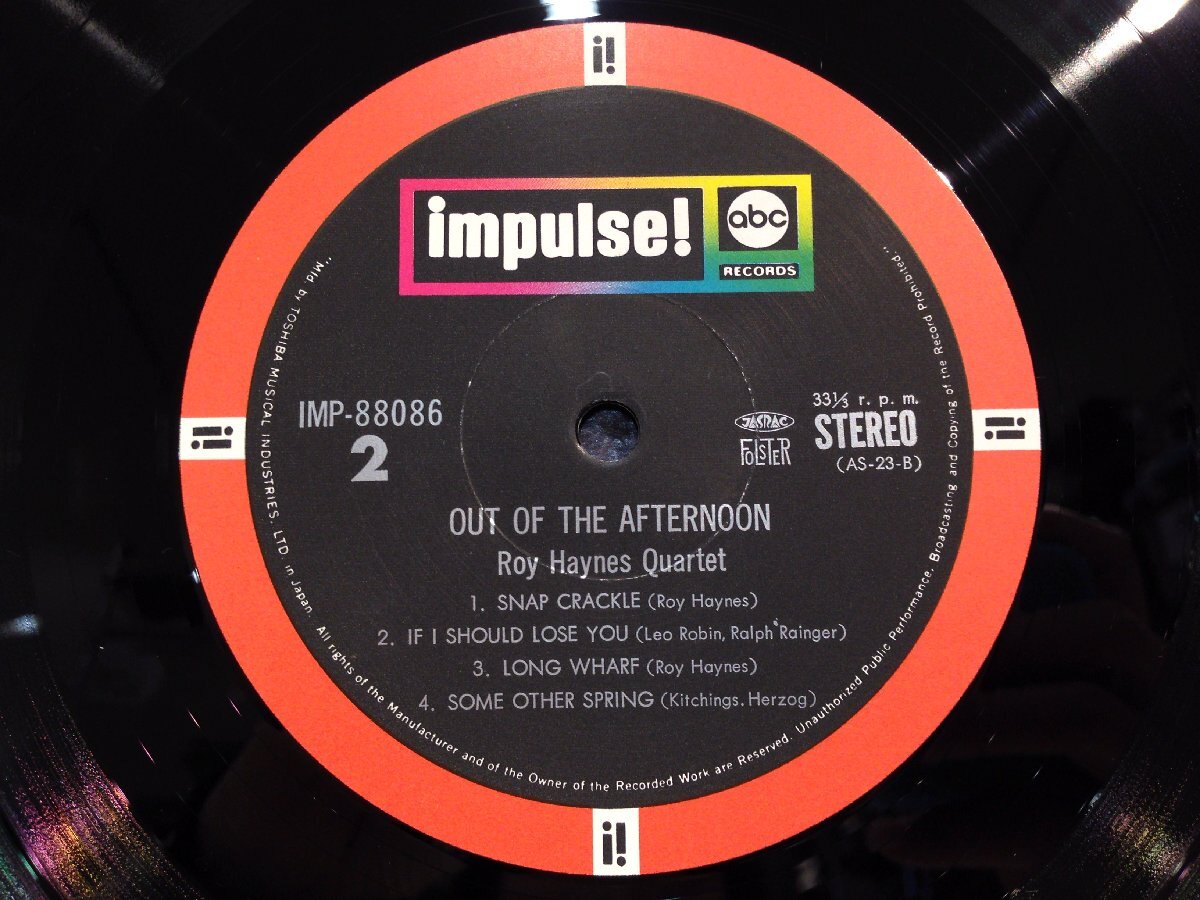 i!
impulse!
abc
RECORDS
IMP-88086
2
JASRAC
FOLSTER
33⅓ r. p. m.
STEREO
(AS-23-B)
i!
i!
OUT OF THE AFTERNOON
Roy Haynes Quartet
1. SNAP CRACKLE (Roy Haynes)
2. IF I SHOULD LOSE YOU (Leo Robin, Ralph Rainger)
3. LONG WHARF (Roy Haynes)
4. SOME OTHER SPRING (Kitchings. Herzog)
"Mfd by TOSHIBA MUSICAL INDUSTRIES, LTD. in Japan. All rights of the Manufacturer and of the Owner of the Recorded Work are Reserved. Unauthorized Public Performance. Broadcasting and Copying of the Record Prohibited"
i!